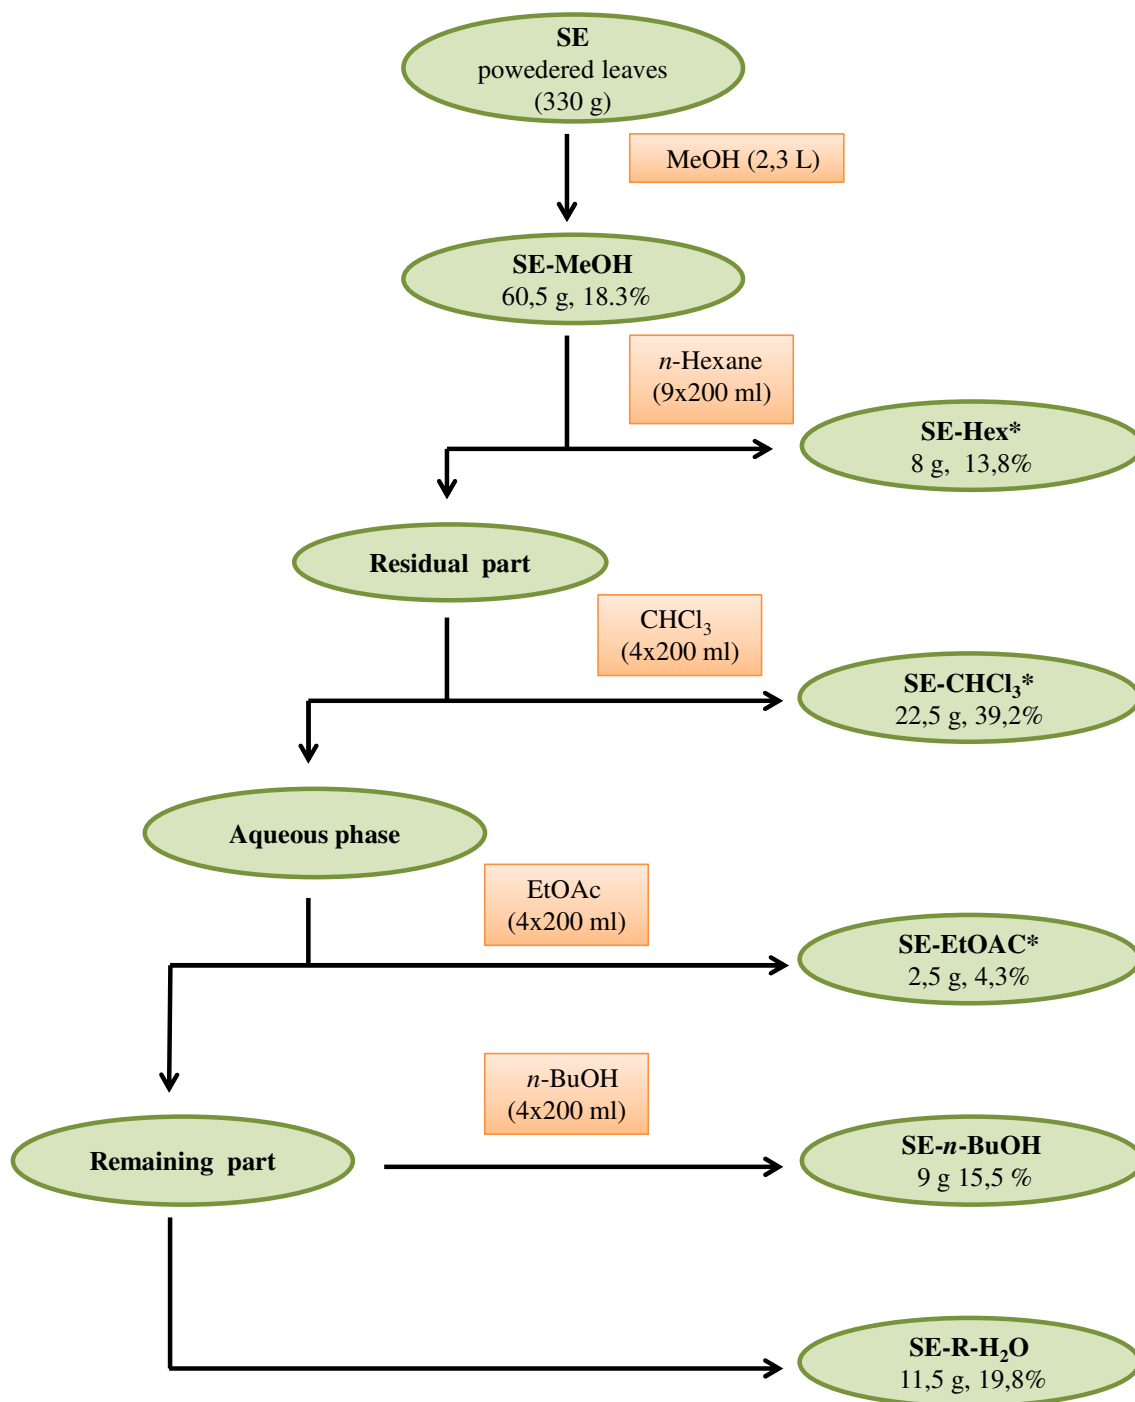 SE
powedered leaves
(330 g)
MeOH (2,3 L)
SE-MeOH
60,5 g, 18.3%
n-Hexane
(9x200 ml)
SE-Hex*
8 g, 13,8%
Residual part
CHCl₃
(4x200 ml)
SE-CHCl₃*
22,5 g, 39,2%
Aqueous phase
EtOAc
(4x200 ml)
SE-EtOAC*
2,5 g, 4,3%
n-BuOH
(4x200 ml)
Remaining part
SE-n-BuOH
9 g 15,5 %
SE-R-H₂O
11,5 g, 19,8%